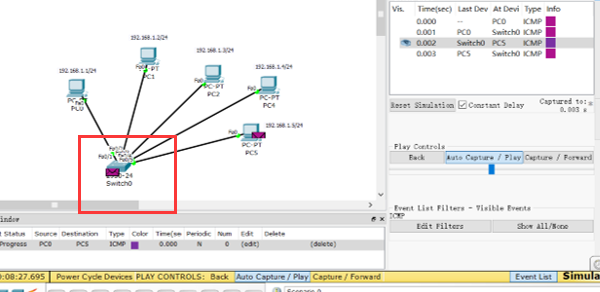 Vis. Time(sec) Last Dev At Devi Type Info
0.000 -- PC0 ICMP
0.001 PC0 Switch0 ICMP
0.002 Switch0 PC5 ICMP
0.003 PC5 Switch0 ICMP
192.168.1.1/24
PC0
192.168.1.2/24
PC-PT
PC1
192.168.1.3/24
PC-PT
PC2
192.168.1.4/24
Fa0
PC-PT
PC4
192.168.1.5/24
Fa0
PC-PT
PC5
Switch0
Reset Simulation Constant Delay Captured to:
0.003 s
Play Controls
Back Auto Capture / Play Capture / Forward
Event List Filters - Visible Events
ICMP
Edit Filters Show All/None
indow
t Status Source Destination Type Color Time(se Periodic Num Edit Delete
Progress PC0 PC5 ICMP 0.000 N 0 (edit) (delete)
0:08:27.695 Power Cycle Devices PLAY CONTROLS: Back Auto Capture / Play Capture / Forward Event List Simula
Scenario 0